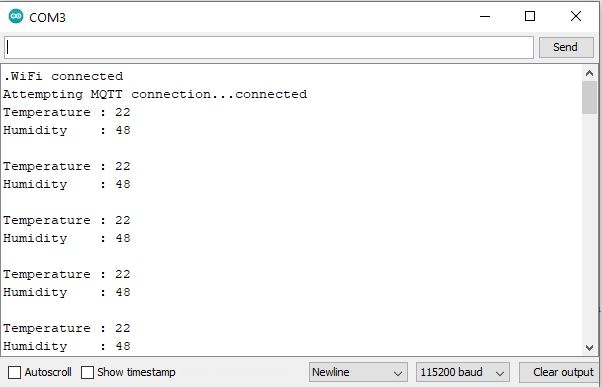 COM3
Send
.WiFi connected
Attempting MQTT connection...connected
Temperature : 22
Humidity    : 48
Temperature : 22
Humidity    : 48
Temperature : 22
Humidity    : 48
Temperature : 22
Humidity    : 48
Temperature : 22
Humidity    : 48
Autoscroll Show timestamp Newline 115200 baud Clear output